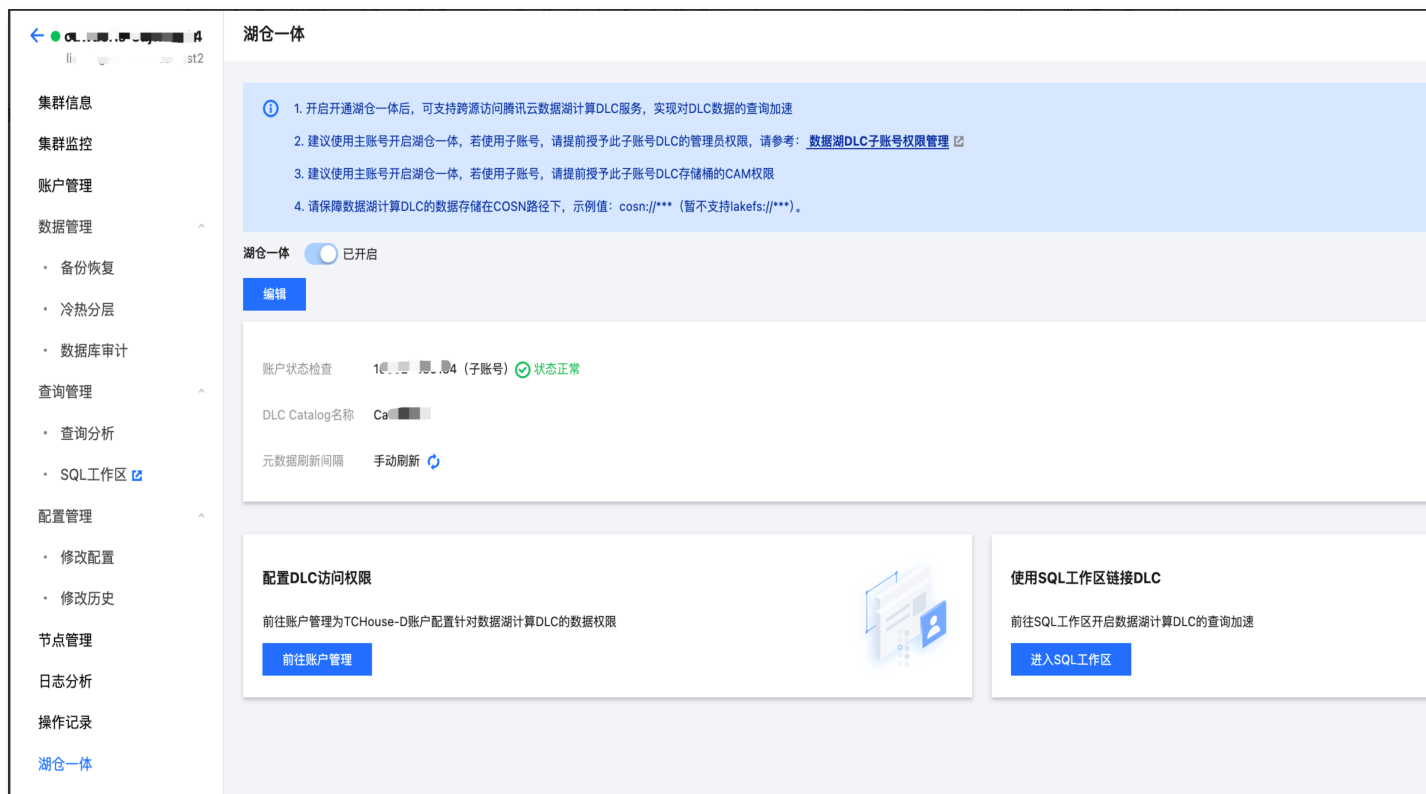 湖仓一体
st2
集群信息
集群监控
账户管理
数据管理
· 备份恢复
· 冷热分层
· 数据库审计
查询管理
· 查询分析
· SQL工作区
配置管理
· 修改配置
· 修改历史
节点管理
日志分析
操作记录
湖仓一体
1. 开启开通湖仓一体后，可支持跨源访问腾讯云数据湖计算DLC服务，实现对DLC数据的查询加速
2. 建议使用主账号开启湖仓一体，若使用子账号，请提前授予此子账号DLC的管理员权限，请参考： 数据湖DLC子账号权限管理
3. 建议使用主账号开启湖仓一体，若使用子账号，请提前授予此子账号DLC存储桶的CAM权限
4. 请保障数据湖计算DLC的数据存储在COSN路径下，示例值：cosn://***（暂不支持lakefs://***）。
湖仓一体 已开启
编辑
账户状态检查 （子账号） 状态正常
DLC Catalog名称 Ca
元数据刷新间隔 手动刷新
配置DLC访问权限
前往账户管理为TCHouse-D账户配置针对数据湖计算DLC的数据权限
前往账户管理
使用SQL工作区链接DLC
前往SQL工作区开启数据湖计算DLC的查询加速
进入SQL工作区